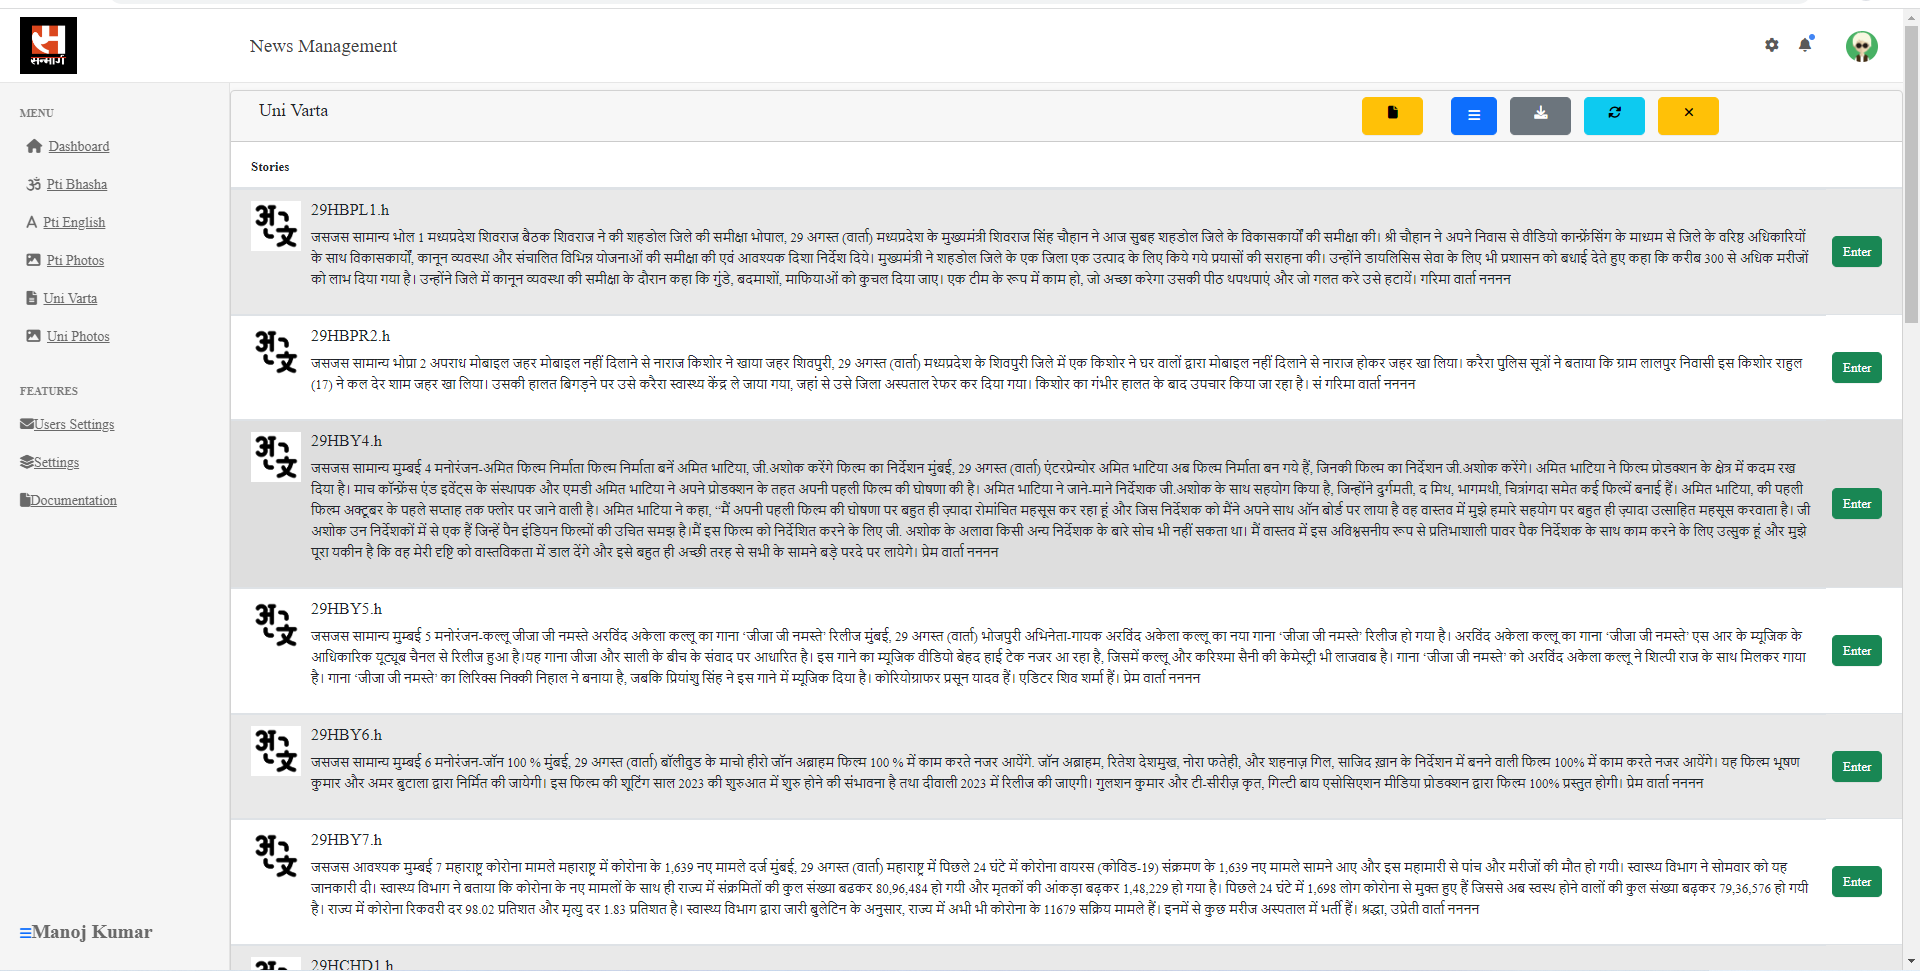 सन्मार्ग
News Management
MENU
Dashboard
Pti Bhasha
Pti English
Pti Photos
Uni Varta
Uni Photos
FEATURES
Users Settings
Settings
Documentation
Manoj Kumar
Uni Varta
Stories
29HBPL1.h
जसजस सामान्य भोल 1 मध्यप्रदेश शिवराज बैठक शिवराज ने की शहडोल जिले की समीक्षा भोपाल, 29 अगस्त (वार्ता) मध्यप्रदेश के मुख्यमंत्री शिवराज सिंह चौहान ने आज सुबह शहडोल जिले के विकासकार्यों की समीक्षा की। श्री चौहान ने अपने निवास से वीडियो कान्फ्रेंसिंग के माध्यम से जिले के वरिष्ठ अधिकारियों
के साथ विकासकार्यों, कानून व्यवस्था और संचालित विभिन्न योजनाओं की समीक्षा की एवं आवश्यक दिशा निर्देश दिये। मुख्यमंत्री ने शहडोल जिले के एक जिला एक उत्पाद के लिए किये गये प्रयासों की सराहना की। उन्होंने डायलिसिस सेवा के लिए भी प्रशासन को बधाई देते हुए कहा कि करीब 300 से अधिक मरीजों
को लाभ दिया गया है। उन्होंने जिले में कानून व्यवस्था की समीक्षा के दौरान कहा कि गुंडे, बदमाशों, माफियाओं को कुचल दिया जाए। एक टीम के रूप में काम हो, जो अच्छा करेगा उसकी पीठ थपथपाएं और जो गलत करे उसे हटायें। गरिमा वार्ता नननन
Enter
29HBPR2.h
जसजस सामान्य भोप्रा 2 अपराध मोबाइल जहर मोबाइल नहीं दिलाने से नाराज किशोर ने खाया जहर शिवपुरी, 29 अगस्त (वार्ता) मध्यप्रदेश के शिवपुरी जिले में एक किशोर ने घर वालों द्वारा मोबाइल नहीं दिलाने से नाराज होकर जहर खा लिया। करैरा पुलिस सूत्रों ने बताया कि ग्राम लालपुर निवासी इस किशोर राहुल
(17) ने कल देर शाम जहर खा लिया। उसकी हालत बिगड़ने पर उसे करैरा स्वास्थ्य केंद्र ले जाया गया, जहां से उसे जिला अस्पताल रेफर कर दिया गया। किशोर का गंभीर हालत के बाद उपचार किया जा रहा है। सं गरिमा वार्ता नननन
Enter
29HBY4.h
जसजस सामान्य मुम्बई 4 मनोरंजन-अमित फिल्म निर्माता फिल्म निर्माता बनें अमित भाटिया, जी.अशोक करेंगे फिल्म का निर्देशन मुंबई, 29 अगस्त (वार्ता) एंटरप्रेन्योर अमित भाटिया अब फिल्म निर्माता बन गये हैं, जिनकी फिल्म का निर्देशन जी.अशोक करेंगे। अमित भाटिया ने फिल्म प्रोडक्शन के क्षेत्र में कदम रख
दिया है। माच कॉन्फ्रेंस एंड इवेंट्स के संस्थापक और एमडी अमित भाटिया ने अपने प्रोडक्शन के तहत अपनी पहली फिल्म की घोषणा की है। अमित भाटिया ने जाने-माने निर्देशक जी.अशोक के साथ सहयोग किया है, जिन्होंने दुर्गमती, द मिथ, भागमथी, चित्रांगदा समेत कई फिल्में बनाई हैं। अमित भाटिया, की पहली
फिल्म अक्टूबर के पहले सप्ताह तक फ्लोर पर जाने वाली है। अमित भाटिया ने कहा, “मैं अपनी पहली फिल्म की घोषणा पर बहुत ही ज़्यादा रोमांचित महसूस कर रहा हूं और जिस निर्देशक को मैंने अपने साथ ऑन बोर्ड पर लाया है वह वास्तव में मुझे हमारे सहयोग पर बहुत ही ज़्यादा उत्साहित महसूस करवाता है। जी
अशोक उन निर्देशकों में से एक हैं जिन्हें पैन इंडियन फिल्मों की उचित समझ है।मैं इस फिल्म को निर्देशित करने के लिए जी. अशोक के अलावा किसी अन्य निर्देशक के बारे सोच भी नहीं सकता था। मैं वास्तव में इस अविश्वसनीय रूप से प्रतिभाशाली पावर पैक निर्देशक के साथ काम करने के लिए उत्सुक हूं और मुझे
पूरा यकीन है कि वह मेरी दृष्टि को वास्तविकता में डाल देंगे और इसे बहुत ही अच्छी तरह से सभी के सामने बड़े परदे पर लायेगे। प्रेम वार्ता नननन
Enter
29HBY5.h
जसजस सामान्य मुम्बई 5 मनोरंजन-कल्लू जीजा जी नमस्ते अरविंद अकेला कल्लू का गाना ‘जीजा जी नमस्ते’ रिलीज मुंबई, 29 अगस्त (वार्ता) भोजपुरी अभिनेता-गायक अरविंद अकेला कल्लू का नया गाना ‘जीजा जी नमस्ते’ रिलीज हो गया है। अरविंद अकेला कल्लू का गाना ‘जीजा जी नमस्ते’ एस आर के म्यूजिक के
आधिकारिक यूट्यूब चैनल से रिलीज हुआ है।यह गाना जीजा और साली के बीच के संवाद पर आधारित है। इस गाने का म्यूजिक वीडियो बेहद हाई टेक नजर आ रहा है, जिसमें कल्लू और करिश्मा सैनी की केमेस्ट्री भी लाजवाब है। गाना ‘जीजा जी नमस्ते’ को अरविंद अकेला कल्लू ने शिल्पी राज के साथ मिलकर गाया
है। गाना ‘जीजा जी नमस्ते’ का लिरिक्स निक्की निहाल ने बनाया है, जबकि प्रियांशु सिंह ने इस गाने में म्यूजिक दिया है। कोरियोग्राफर प्रसून यादव हैं। एडिटर शिव शर्मा हैं। प्रेम वार्ता नननन
Enter
29HBY6.h
जसजस सामान्य मुम्बई 6 मनोरंजन-जॉन 100 % मुंबई, 29 अगस्त (वार्ता) बॉलीवुड के माचो हीरो जॉन अब्राहम फिल्म 100 % में काम करते नजर आयेंगे. जॉन अब्राहम, रितेश देशमुख, नोरा फतेही, और शहनाज़ गिल, साजिद ख़ान के निर्देशन में बनने वाली फिल्म 100% में काम करते नजर आयेंगे। यह फिल्म भूषण
कुमार और अमर बुटाला द्वारा निर्मित की जायेगी। इस फिल्म की शूटिंग साल 2023 की शुरुआत में शुरु होने की संभावना है तथा दीवाली 2023 में रिलीज की जाएगी। गुलशन कुमार और टी-सीरीज़ कृत, गिल्टी बाय एसोसिएशन मीडिया प्रोडक्शन द्वारा फिल्म 100% प्रस्तुत होगी। प्रेम वार्ता नननन
Enter
29HBY7.h
जसजस आवश्यक मुम्बई 7 महाराष्ट्र कोरोना मामले महाराष्ट्र में कोरोना के 1,639 नए मामले दर्ज मुंबई, 29 अगस्त (वार्ता) महाराष्ट्र में पिछले 24 घंटे में कोरोना वायरस (कोविड-19) संक्रमण के 1,639 नए मामले सामने आए और इस महामारी से पांच और मरीजों की मौत हो गयी। स्वास्थ्य विभाग ने सोमवार को यह
जानकारी दी। स्वास्थ्य विभाग ने बताया कि कोरोना के नए मामलों के साथ ही राज्य में संक्रमितों की कुल संख्या बढकर 80,96,484 हो गयी और मृतकों की आंकड़ा बढ़कर 1,48,229 हो गया है। पिछले 24 घंटे में 1,698 लोग कोरोना से मुक्त हुए हैं जिससे अब स्वस्थ होने वालों की कुल संख्या बढ़कर 79,36,576 हो गयी
है। राज्य में कोरोना रिकवरी दर 98.02 प्रतिशत और मृत्यु दर 1.83 प्रतिशत है। स्वास्थ्य विभाग द्वारा जारी बुलेटिन के अनुसार, राज्य में अभी भी कोरोना के 11679 सक्रिय मामले हैं। इनमें से कुछ मरीज अस्पताल में भर्ती हैं। श्रद्धा, उप्रेती वार्ता नननन
Enter
29HCHD1.h